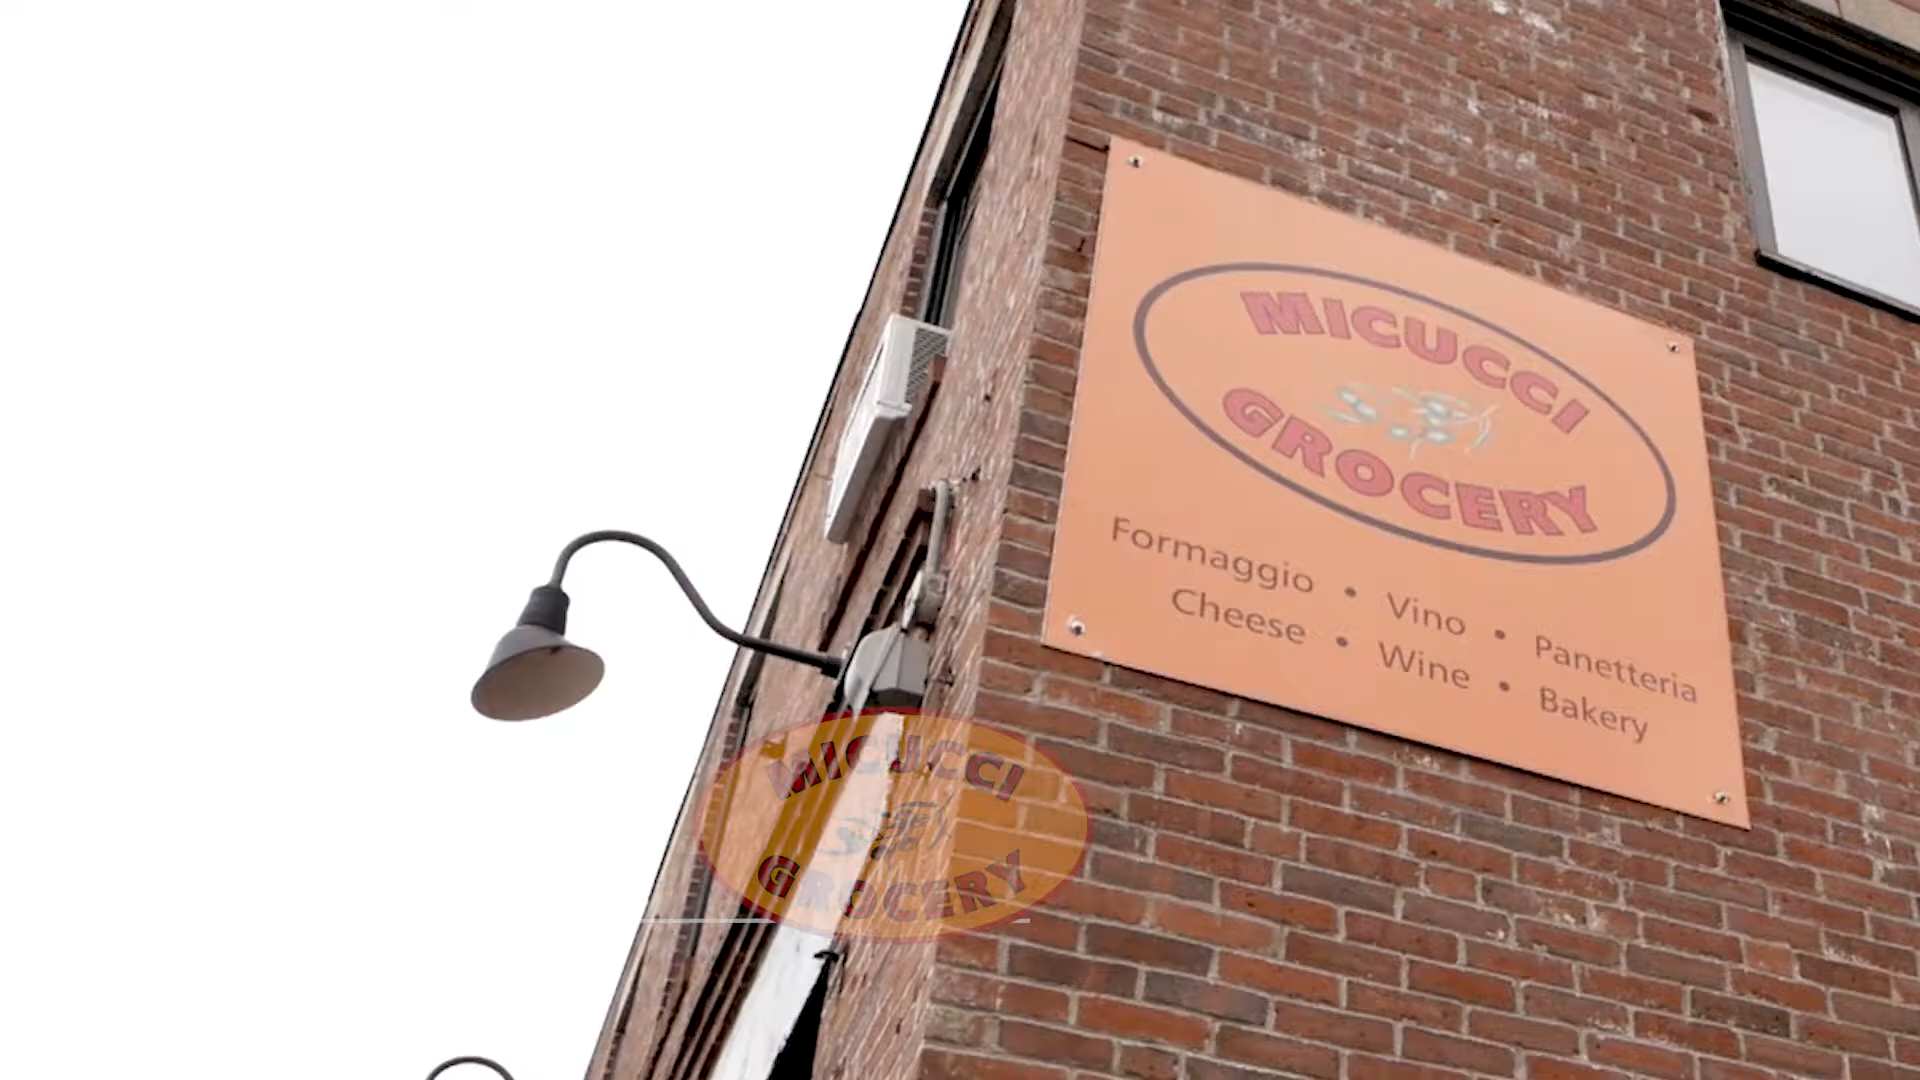 MICUCCI
GROCERY
Formaggio • Vino • Panetteria
Cheese • Wine • Bakery
MICUCCI
GROCERY